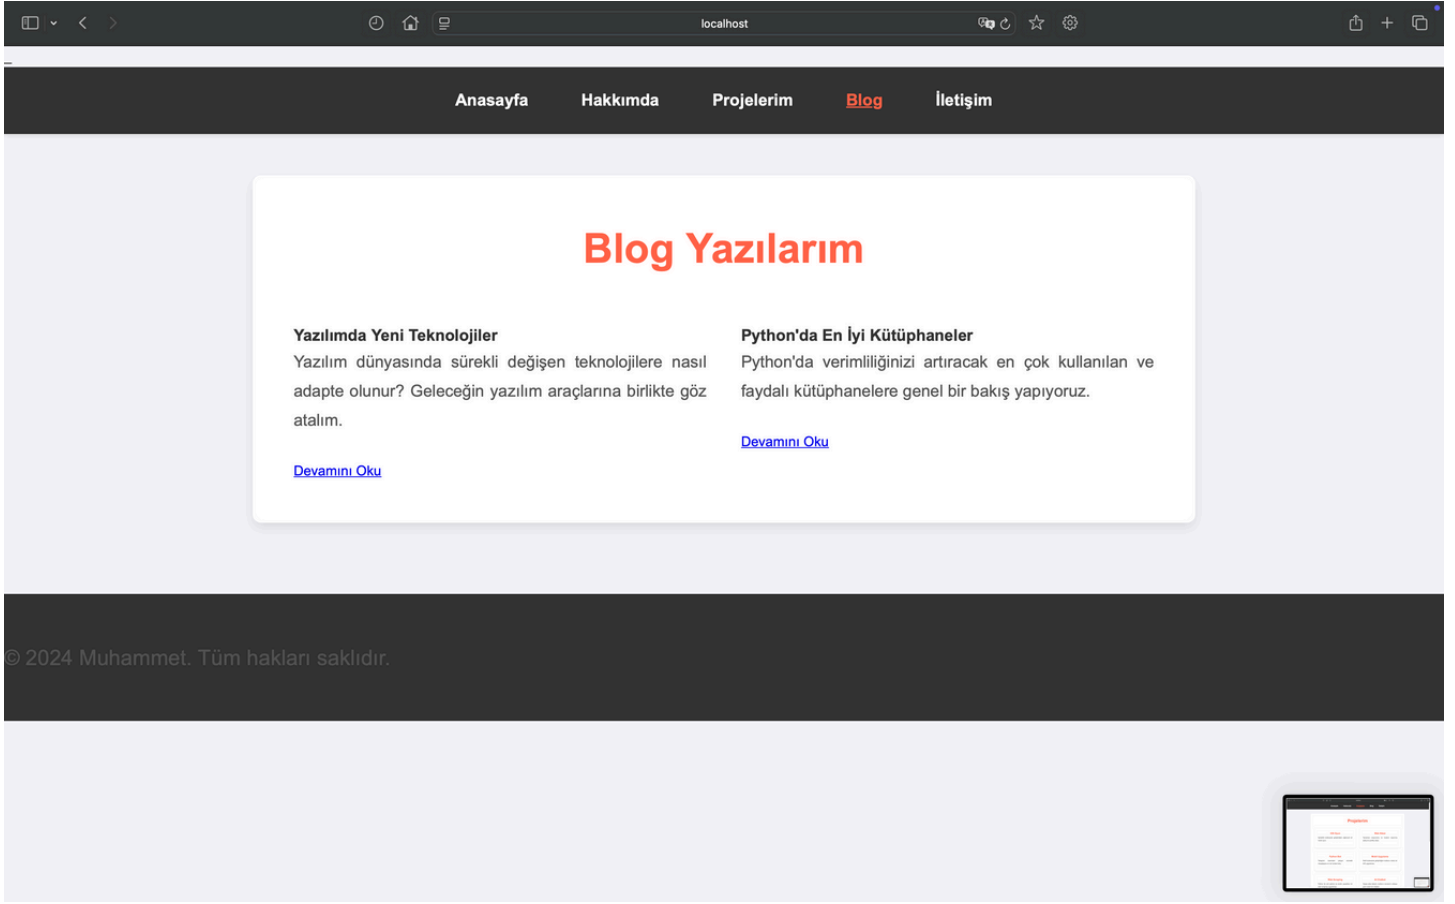 localhost
Anasayfa Hakkımda Projelerim Blog İletişim
Blog Yazılarım
Yazılımda Yeni Teknolojiler
Yazılım dünyasında sürekli değişen teknolojilere nasıl
adapte olunur? Geleceğin yazılım araçlarına birlikte göz
atalım.
Devamını Oku
Python'da En İyi Kütüphaneler
Python'da verimliliğinizi artıracak en çok kullanılan ve
faydalı kütüphanelere genel bir bakış yapıyoruz.
Devamını Oku
© 2024 Muhammet. Tüm hakları saklıdır.
Projelerim